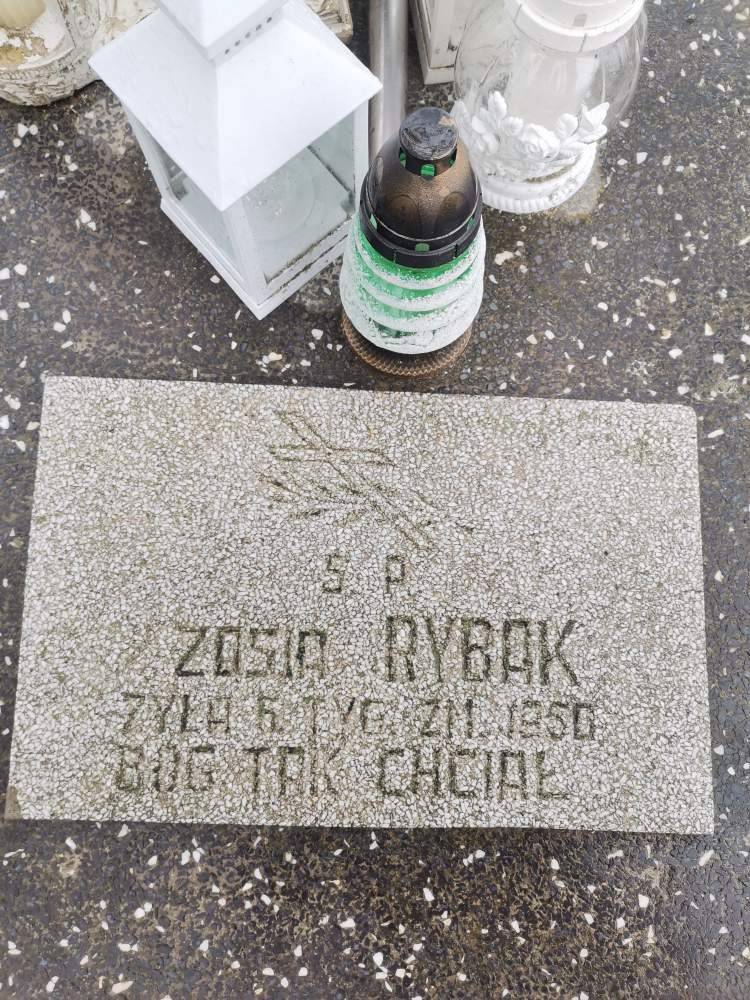 Ś P.
ZOSIA RYBAK
ŻYŁA 6 TYG. ZM. 1950
BÓG TAK CHCIAŁ